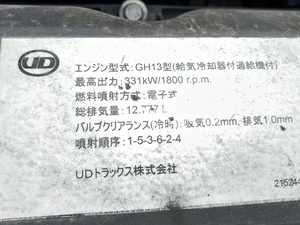 UD
エンジン型式:GH13型(給気冷却器付過給機付)
最高出力:331kW/1800 r.p.m.
燃料噴射方式:電子式
総排気量:12.777L
バルブクリアランス(冷時):吸気0.2mm, 排気1.0mm
噴射順序:1-5-3-6-2-4
UDトラックス株式会社
215244